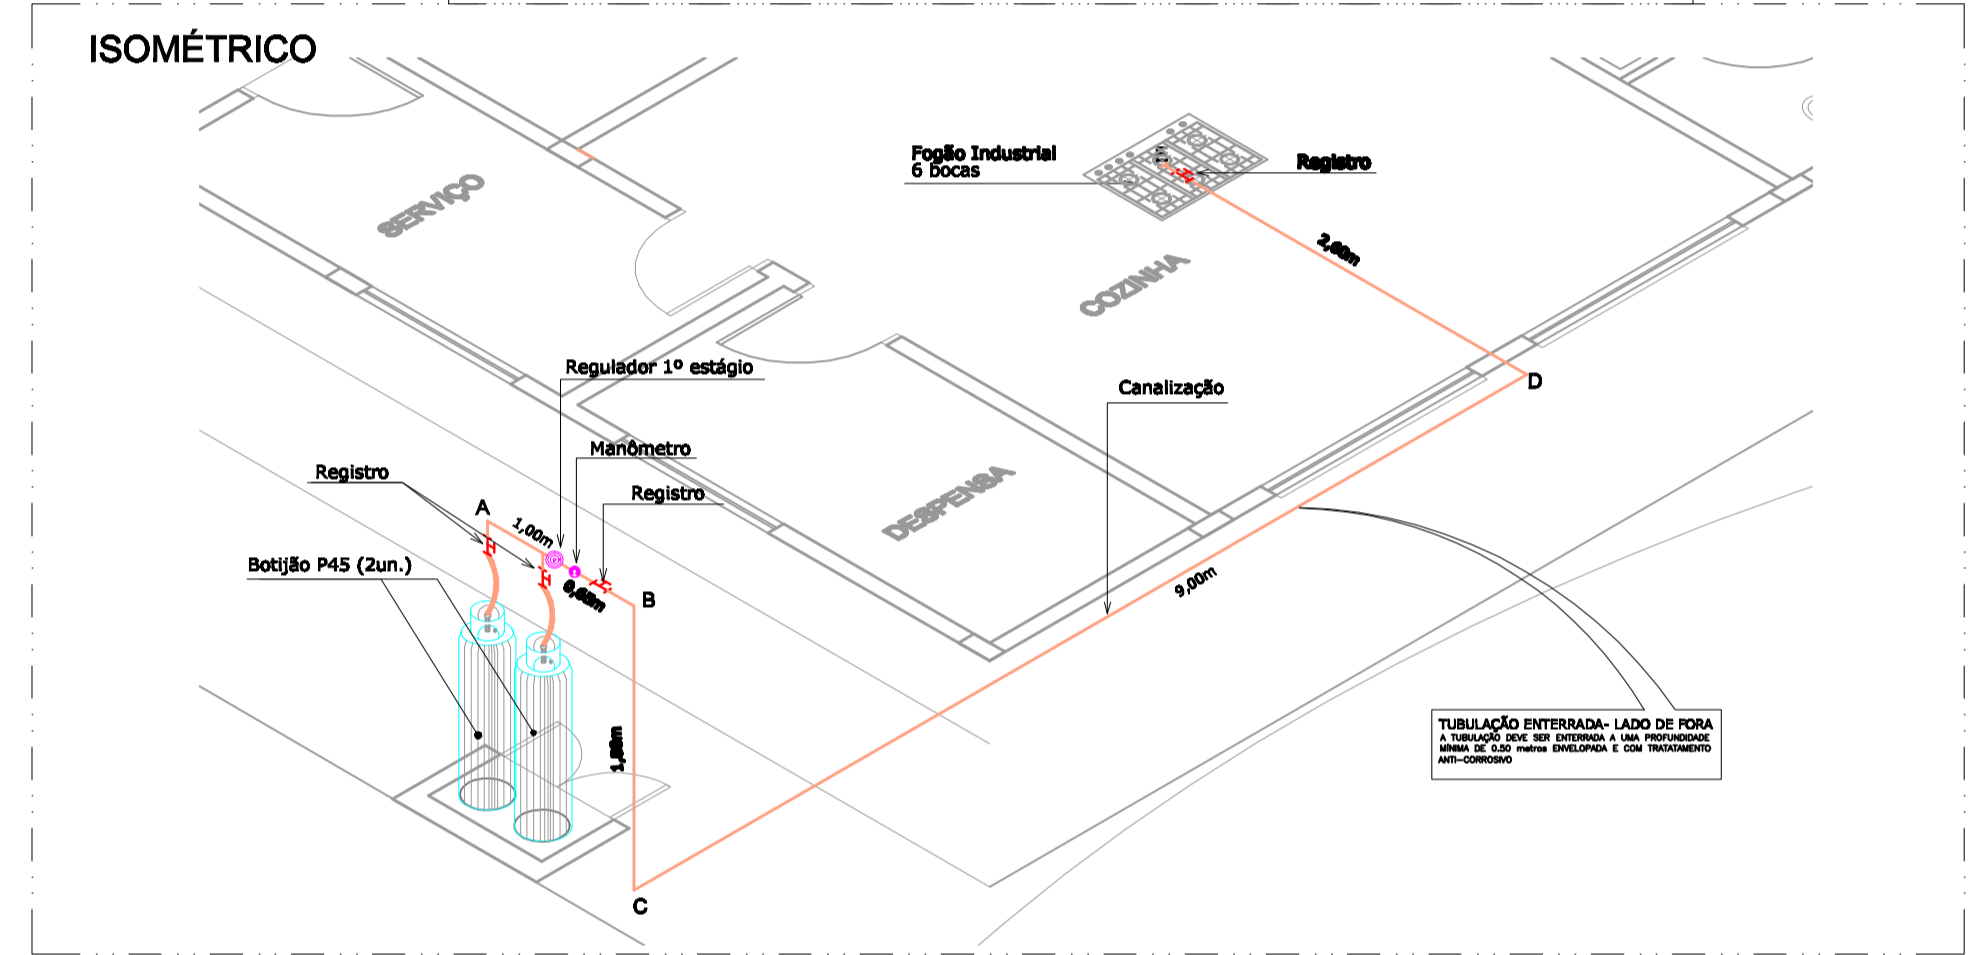 ISOMÉTRICO
Fogão Industrial
6 bocas
Registro
SERVIÇO
COZINHA
Regulador 1º estágio
Canalização
D
Manômetro
Registro
Registro
DESPENSA
A
1,00m
Botijão P45 (2un.)
B
9,00m
TUBULAÇÃO ENTERRADA- LADO DE FORA
A TUBULAÇÃO DEVE SER ENTERRADA A UMA PROFUNDIDADE
MÍNIMA DE 0.50 metros ENVELOPADA E COM TRATATAMENTO
ANTI-CORROSIVO
C